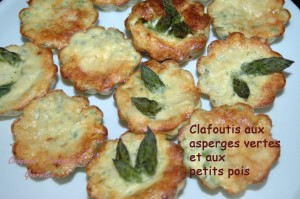 Clafoutis aux
asperges vertes
et aux
petits pois